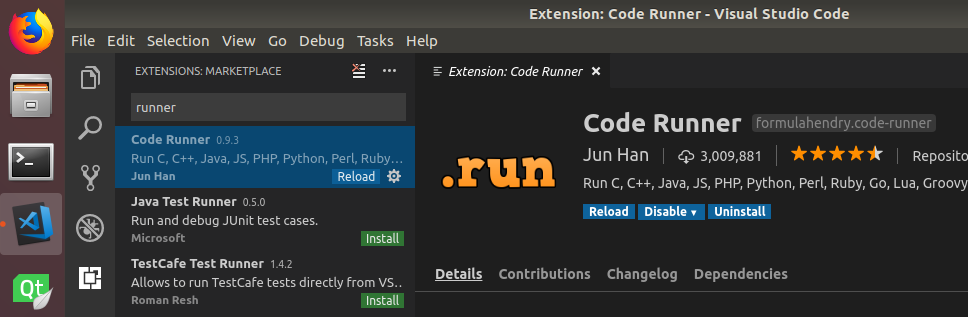 Extension: Code Runner - Visual Studio Code
File Edit Selection View Go Debug Tasks Help
EXTENSIONS: MARKETPLACE
runner
Code Runner 0.9.3
Run C, C++, Java, JS, PHP, Python, Perl, Ruby…
Jun Han Reload
Java Test Runner 0.5.0
Run and debug JUnit test cases.
Microsoft Install
TestCafe Test Runner 1.4.2
Allows to run TestCafe tests directly from VS…
Roman Resh Install
Extension: Code Runner
.run
Code Runner formulahendry.code-runner
Jun Han 3,009,881 Reposito
Run C, C++, Java, JS, PHP, Python, Perl, Ruby, Go, Lua, Groovy
Reload Disable Uninstall
Details Contributions Changelog Dependencies
Qt